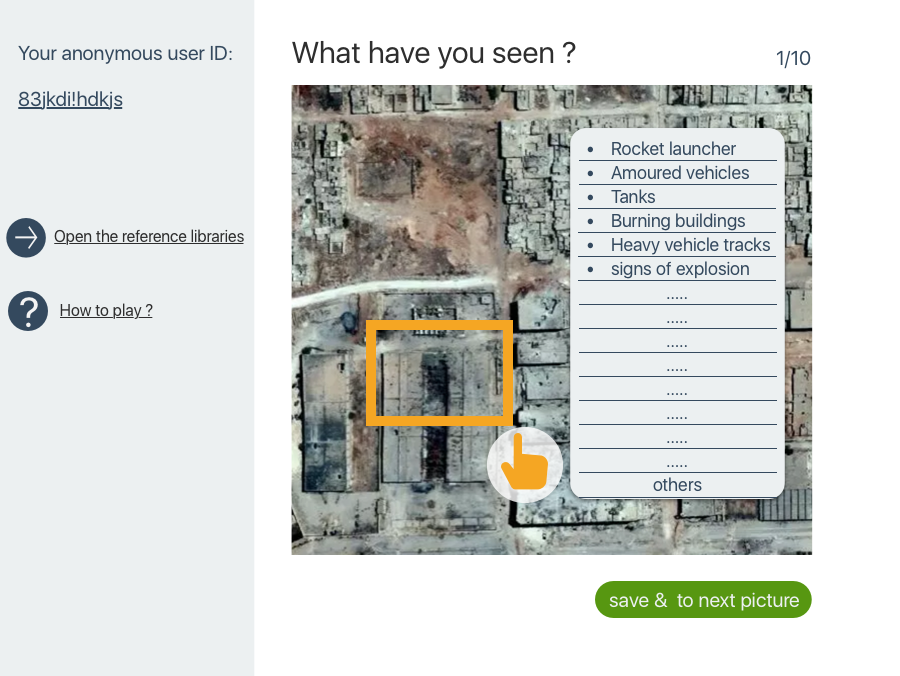 Your anonymous user ID:
83jkdi!hdkjs
Open the reference libraries
?
How to play ?
What have you seen ?
1/10
• Rocket launcher
• Amoured vehicles
• Tanks
• Burning buildings
• Heavy vehicle tracks
• signs of explosion
.....
.....
.....
.....
.....
.....
.....
.....
others
save & to next picture